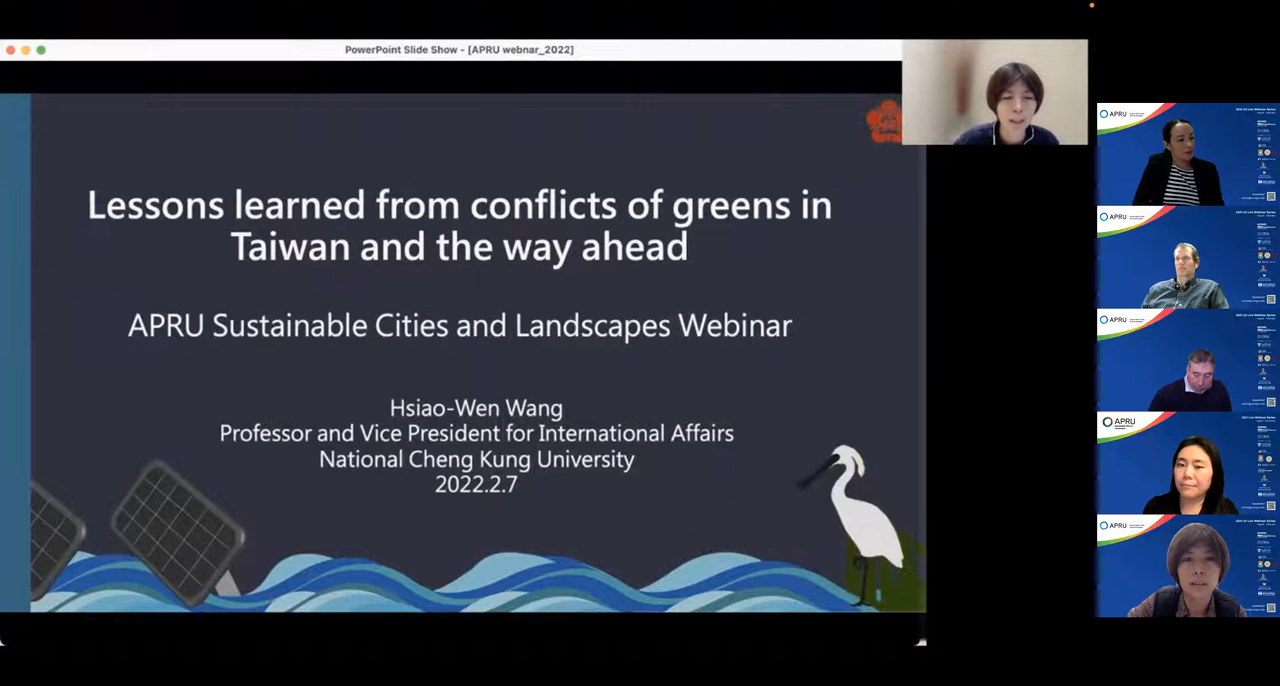 PowerPoint Slide Show - [APRU webnar_2022]
Lessons learned from conflicts of greens in
Taiwan and the way ahead
APRU Sustainable Cities and Landscapes Webinar
Hsiao-Wen Wang
Professor and Vice President for International Affairs
National Cheng Kung University
2022.2.7
APRU
APRU
APRU
APRU
APRU